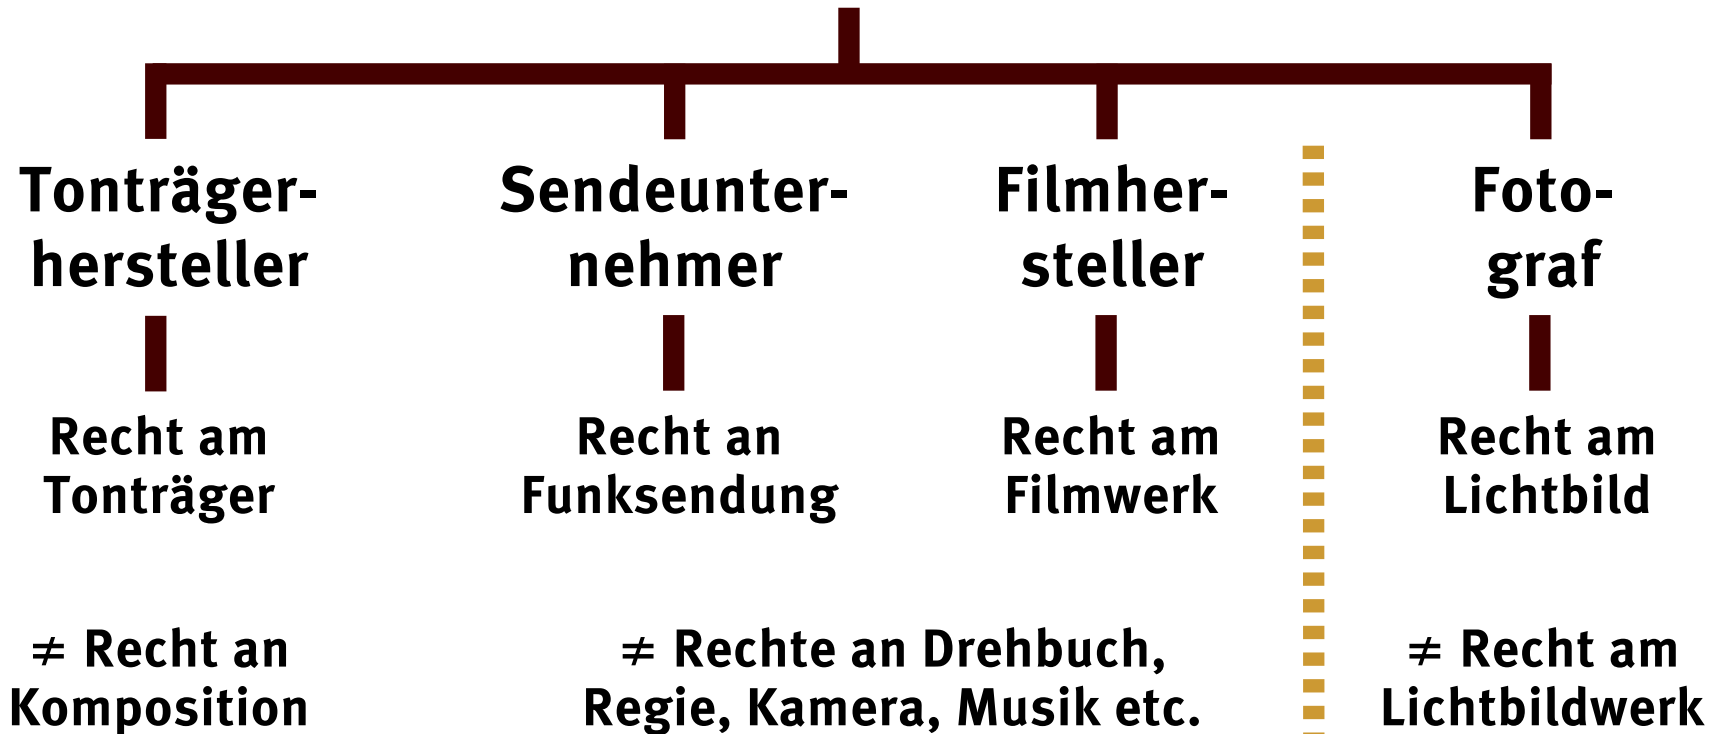 Tonträger-
hersteller
Recht am
Tonträger
≠ Recht an
Komposition
Sendeunter-
nehmer
Recht an
Funksendung
Filmher-
steller
Recht am
Filmwerk
≠ Rechte an Drehbuch,
Regie, Kamera, Musik etc.
Foto-
graf
Recht am
Lichtbild
≠ Recht am
Lichtbildwerk